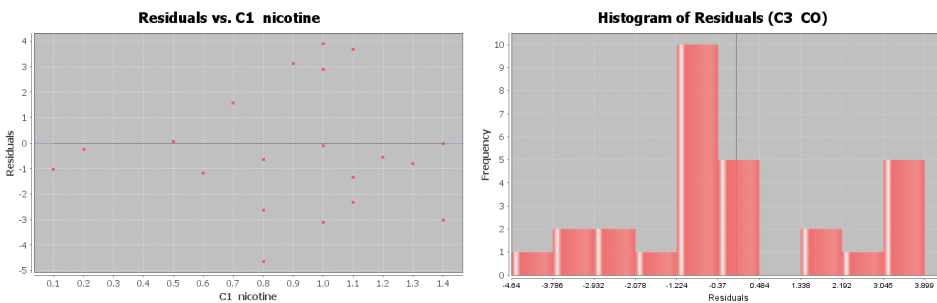 Residuals vs. C1 nicotine
4
3
2
1
0
-1
-2
-3
-4
-5
Residuals
0.1 0.2 0.3 0.4 0.5 0.6 0.7 0.8 0.9 1.0 1.1 1.2 1.3 1.4
C1 nicotine
Histogram of Residuals (C3 CO)
10
9
8
7
6
5
4
3
2
1
0
Frequency
-4.64 -3.786 -2.932 -2.078 -1.224 -0.37 0.484 1.338 2.192 3.045 3.899
Residuals